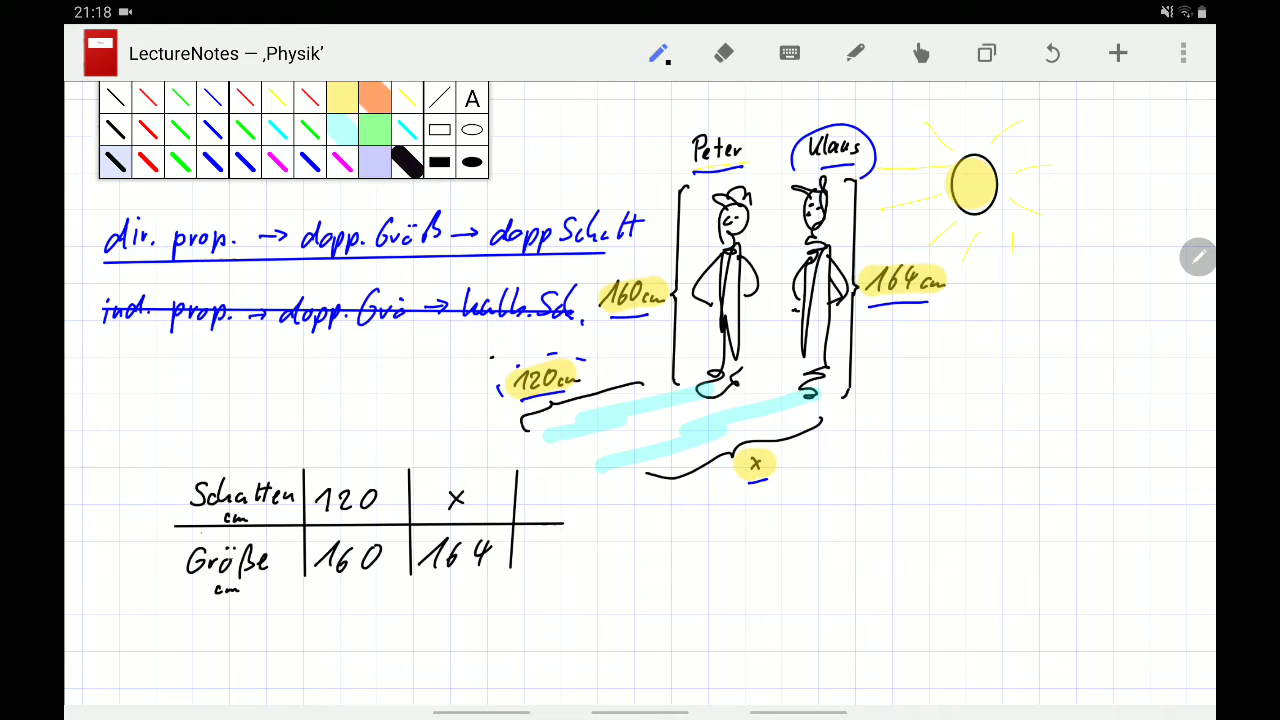 21:18
LectureNotes — ‚Physik’
A
Peter
Klaus
dir. prop. → dopp. Größ → dopp Schatt
ind. prop. → dopp. Grö → halb. Sch.
160cm
164cm
120cm
x
Schatten 120 x
cm
Größe 160 164
cm